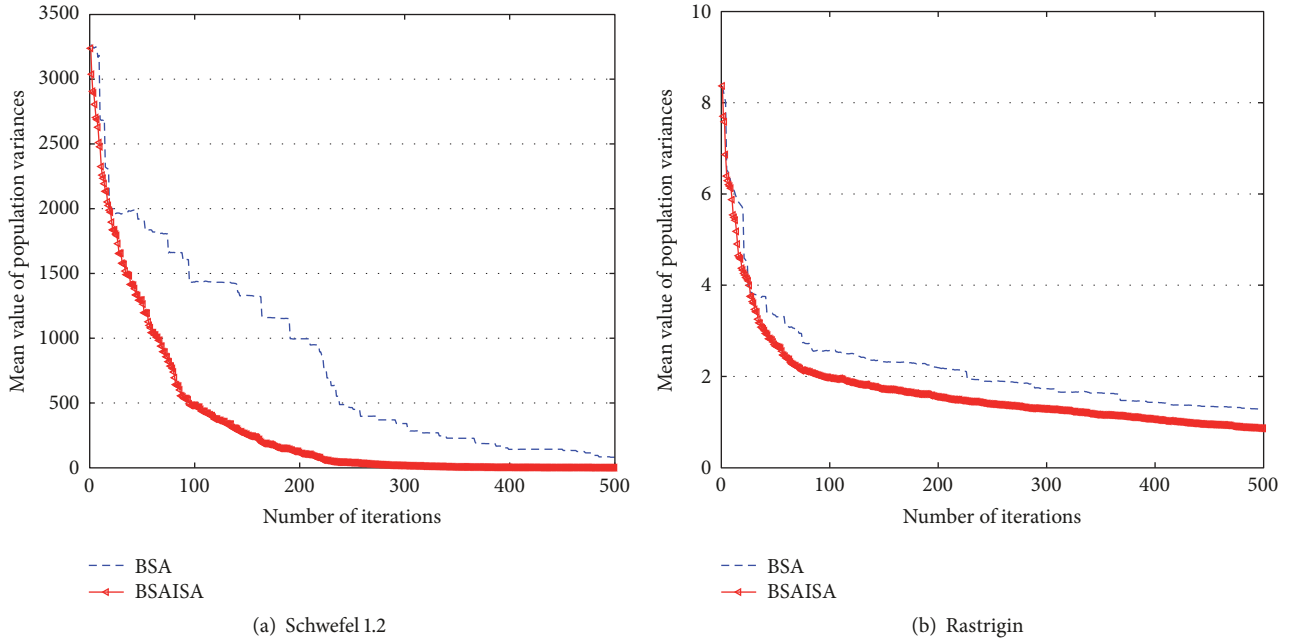 3500
3000
2500
2000
1500
1000
500
0
Mean value of population variances
0 100 200 300 400 500
Number of iterations
BSA
BSAISA
(a) Schwefel 1.2
10
8
6
4
2
0
Mean value of population variances
0 100 200 300 400 500
Number of iterations
BSA
BSAISA
(b) Rastrigin